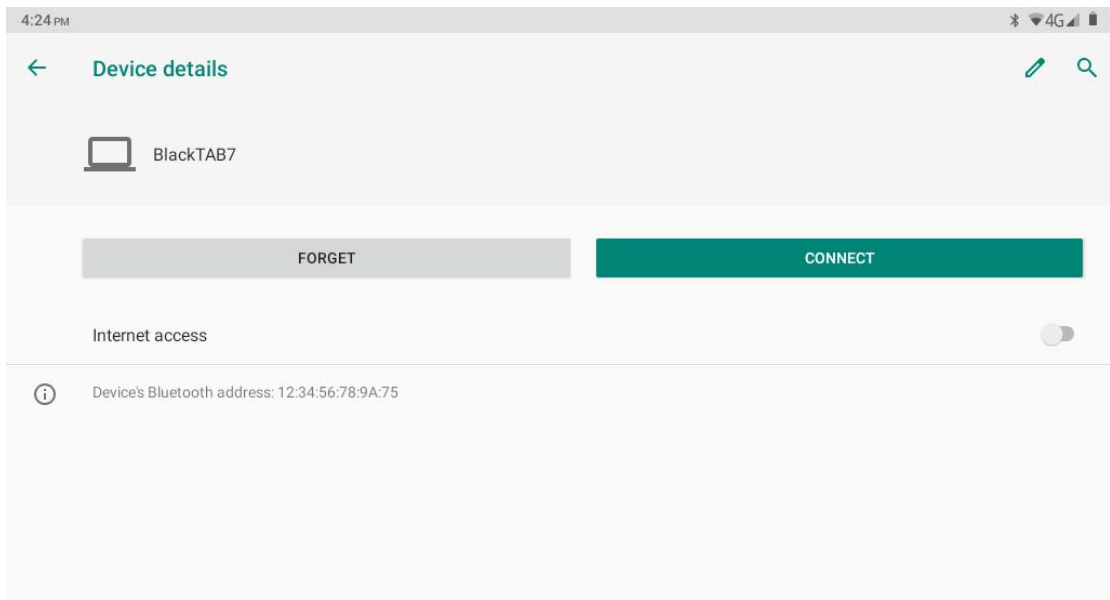 4:24 PM 4G
Device details
BlackTAB7
FORGET CONNECT
Internet access
Device's Bluetooth address: 12:34:56:78:9A:75